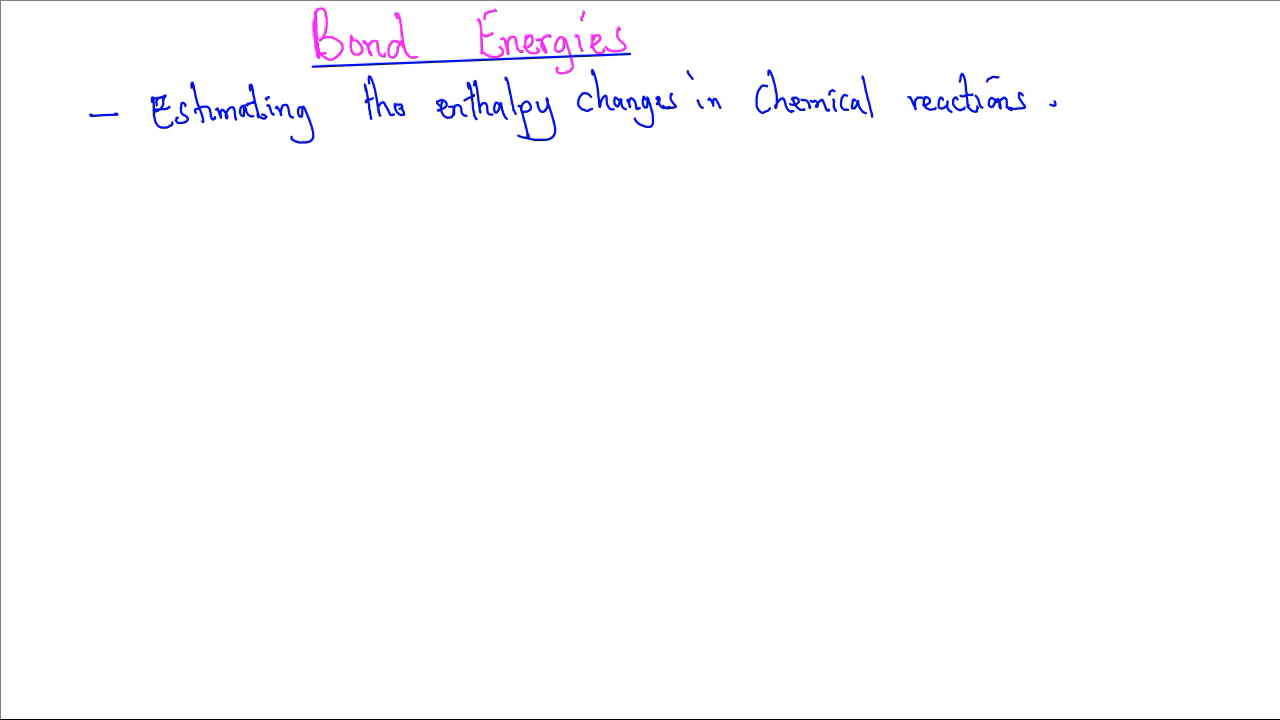 Bond Energies
- Estimating the enthalpy changes in Chemical reactions.